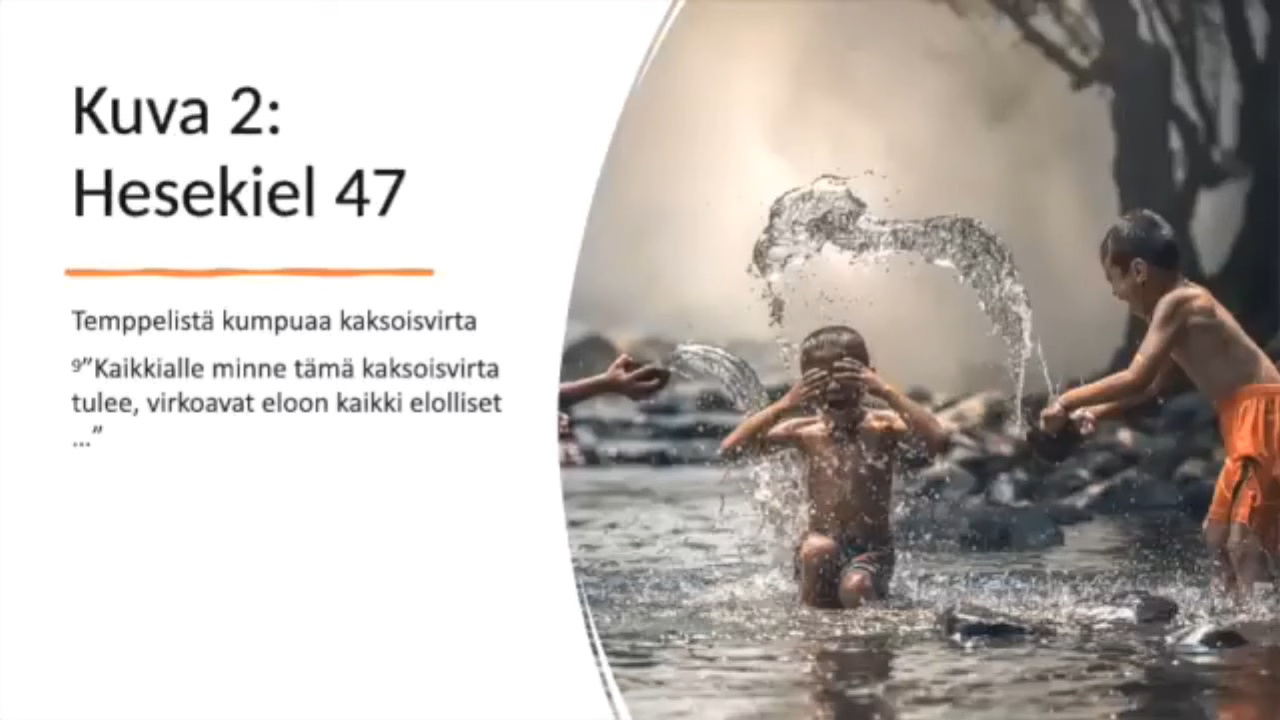 Kuva 2:
Hesekiel 47
Temppelistä kumpuaa kaksoisvirta
⁹”Kaikkialle minne tämä kaksoisvirta
tulee, virkoavat eloon kaikki elolliset
...”